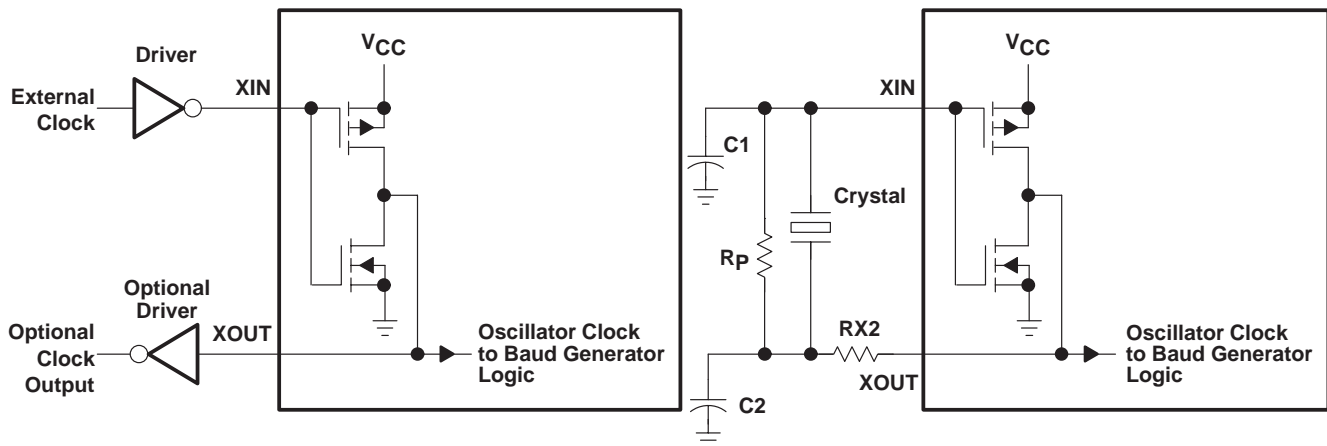 VCC
Driver
XIN
External
Clock
Optional
Driver
XOUT
Optional
Clock
Output
Oscillator Clock
to Baud Generator
Logic
VCC
XIN
C1
Crystal
RP
RX2
XOUT
C2
Oscillator Clock
to Baud Generator
Logic